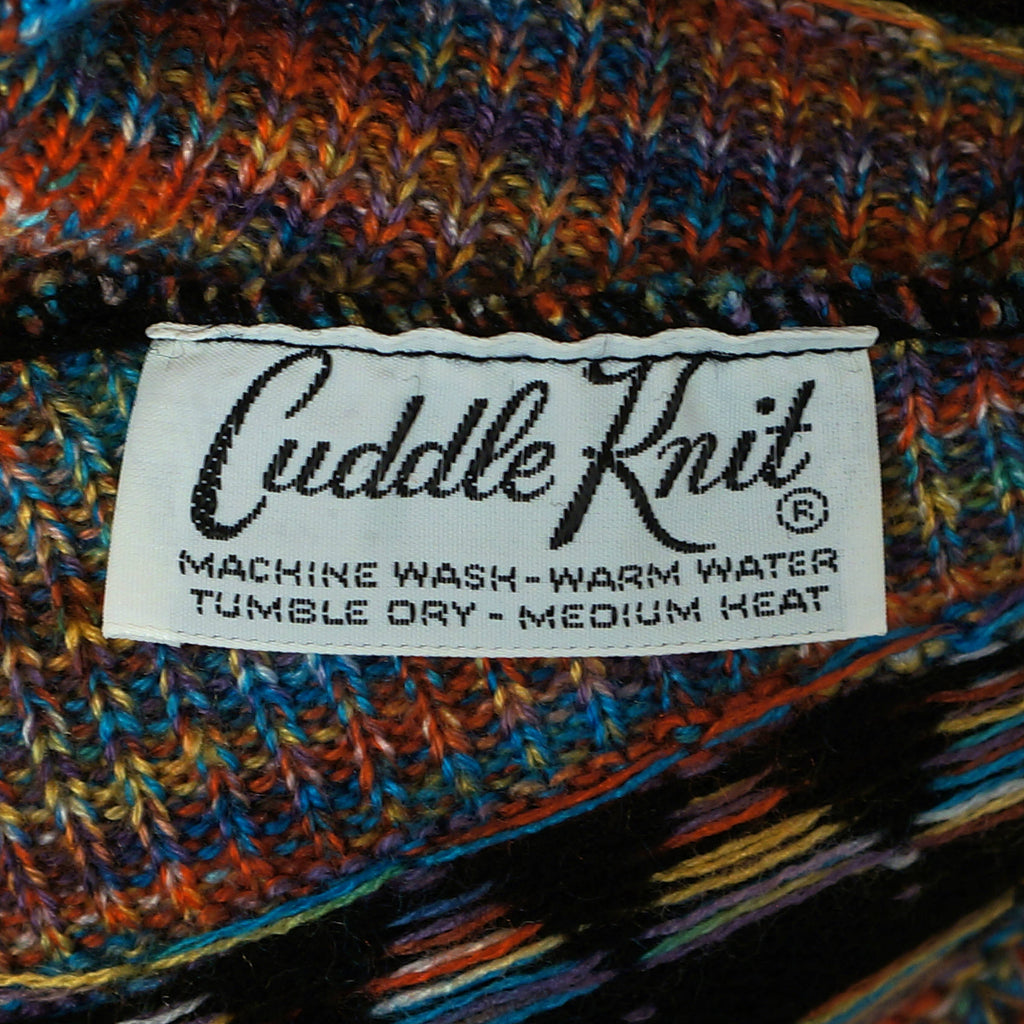 Cuddle Knit®
MACHINE WASH-WARM WATER
TUMBLE DRY-MEDIUM HEAT